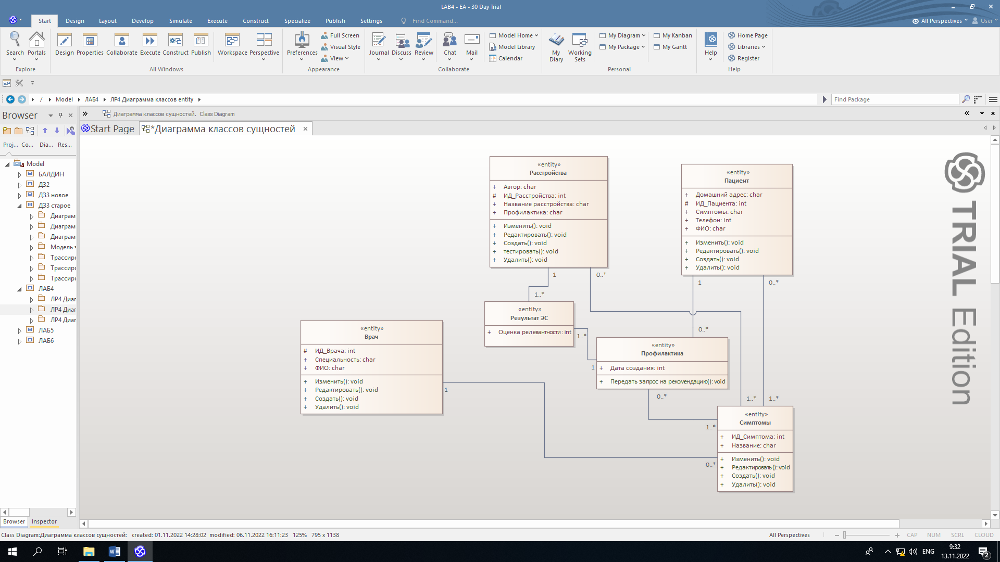 LAB4 - EA - 30 Day Trial
Start Design Layout Develop Simulate Execute Construct Specialize Publish Settings Find Command... All Perspectives User
Search Portals Design Properties Collaborate Execute Construct Publish Workspace Perspective Preferences Full Screen Visual Style View Journal Discuss Review Chat Mail Model Home Model Library Calendar My Diary Working Sets My Diagram My Package My Kanban My Gantt Help Home Page Libraries Register
Explore All Windows Appearance Collaborate Personal Help
/ Model ЛАБ4 ЛР4 Диаграмма классов entity Find Package
Browser
Диаграмма классов сущностей. Class Diagram
Start Page *Диаграмма классов сущностей
Proj... Co... Dia... Res...
Model
БАЛДИН
ДЗ2
ДЗ3 новое
ДЗ3 старое
Диаграм
Диаграм
Диаграм
Модель з
Трассиро
Трассиро
Трассиро
ЛАБ4
ЛР4 Диаг
ЛР4 Диаг
ЛР4 Диаг
ЛАБ5
ЛАБ6
«entity»
Расстройства
+ Автор: char
# ИД_Расстройства: int
+ Название расстройства: char
+ Профилактика: char
+ Изменить(): void
+ Редактировать(): void
+ Создать(): void
+ тестировать(): void
+ Удалить(): void
«entity»
Пациент
+ Домашний адрес: char
# ИД_Пациента: int
+ Симптомы: char
+ Телефон: int
+ ФИО: char
+ Изменить(): void
+ Редактировать(): void
+ Создать(): void
+ Удалить(): void
1
0..*
1
0..*
1..*
«entity»
Результат ЭС
+ Оценка релевантности: int
1..*
0..*
«entity»
Врач
# ИД_Врача: int
+ Специальность: char
+ ФИО: char
+ Изменить(): void
+ Редактировать(): void
+ Создать(): void
+ Удалить(): void
1
«entity»
Профилактика
1
+ Дата создания: int
+ Передать запрос на рекомендацию(): void
0..*
1..*
1..*
1..*
0..*
«entity»
Симптомы
+ ИД_Симптома: int
+ Название: char
+ Изменить(): void
+ Редактировать(): void
+ Создать(): void
+ Удалить(): void
TRIAL Edition
Browser Inspector
Class Diagram:Диаграмма классов сущностей: created: 01.11.2022 14:28:02 modified: 06.11.2022 16:11:23 125% 795 x 1138 All Perspectives CAP NUM SCRL CLOUD
ENG
9:32
13.11.2022
2